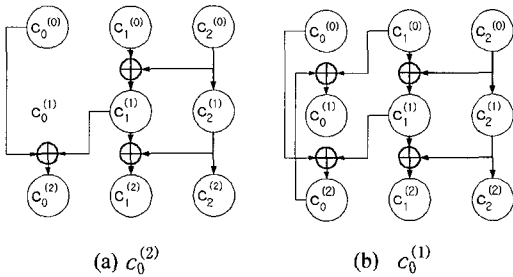 C₀⁽⁰⁾ C₁⁽⁰⁾ C₂⁽⁰⁾ C₀⁽⁰⁾ C₁⁽⁰⁾ C₂⁽⁰⁾
C₀⁽¹⁾ C₁⁽¹⁾ C₂⁽¹⁾ C₀⁽¹⁾ C₁⁽¹⁾ C₂⁽¹⁾
C₀⁽²⁾ C₁⁽²⁾ C₂⁽²⁾ C₀⁽²⁾ C₁⁽²⁾ C₂⁽²⁾
(a) c₀⁽²⁾ (b) c₀⁽¹⁾